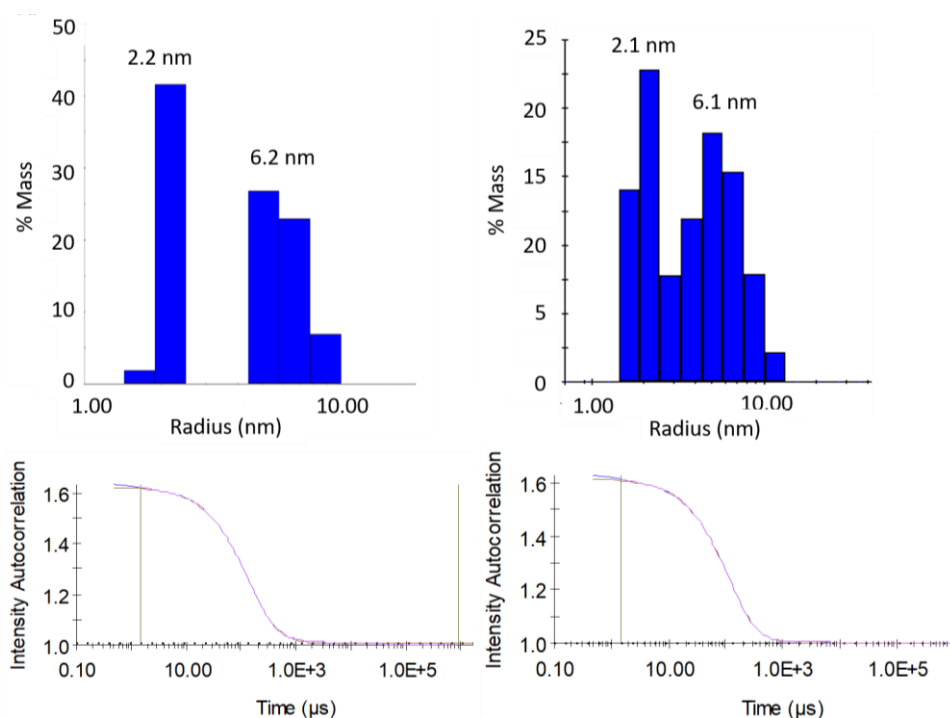 50
2.2 nm
40
6.2 nm
30
% Mass
20
10
0
1.00
10.00
Radius (nm)
25
2.1 nm
6.1 nm
20
15
% Mass
20
5
0
1.00
10.00
Radius (nm)
Intensity Autocorrelation
1.6
1.4
1.2
1.0
0.10
10.00
1.0E+3
1.0E+5
Time (µs)
Intensity Autocorrelation
1.6
1.4
1.2
1.0
0.10
10.00
1.0E+3
1.0E+5
Time (µs)